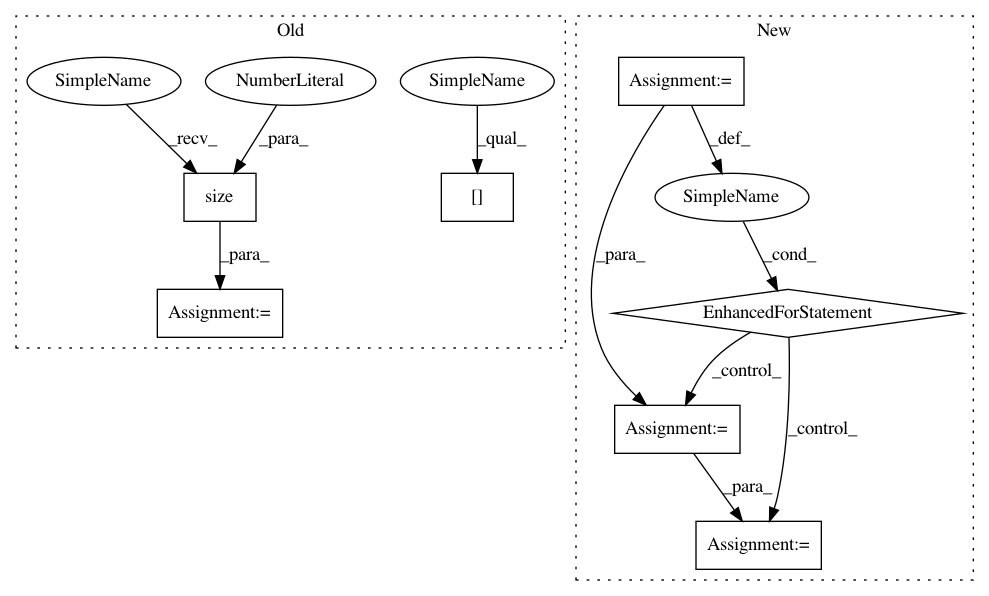 Old
New
SimpleName
NumberLiteral
SimpleName
Assignment:=
_recv_
_para_
_qual_
_def_
size
[]
SimpleName
_para_
_para_
_cond_
Assignment:=
EnhancedForStatement
_control_
_control_
Assignment:=
_para_
Assignment:=